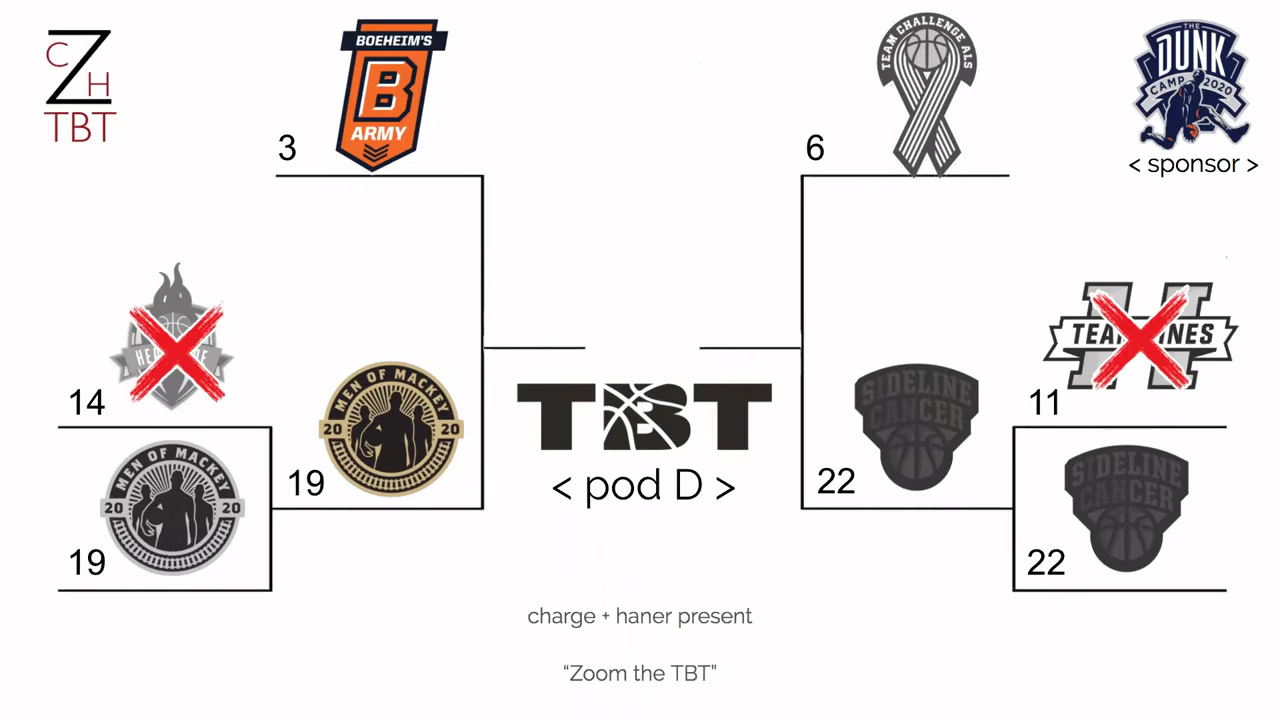 CZH
TBT
BOEHEIM'S
B
ARMY
3
TEAM CHALLENGE ALS
6
THE
DUNK
CAMP 2020
< sponsor >
14
MEN OF MACKEY
20 20
19
MEN OF MACKEY
20 20
19
TBT
< pod D >
SIDELINE
CANCER
22
H
11
SIDELINE
CANCER
22
charge + haner present
“Zoom the TBT”